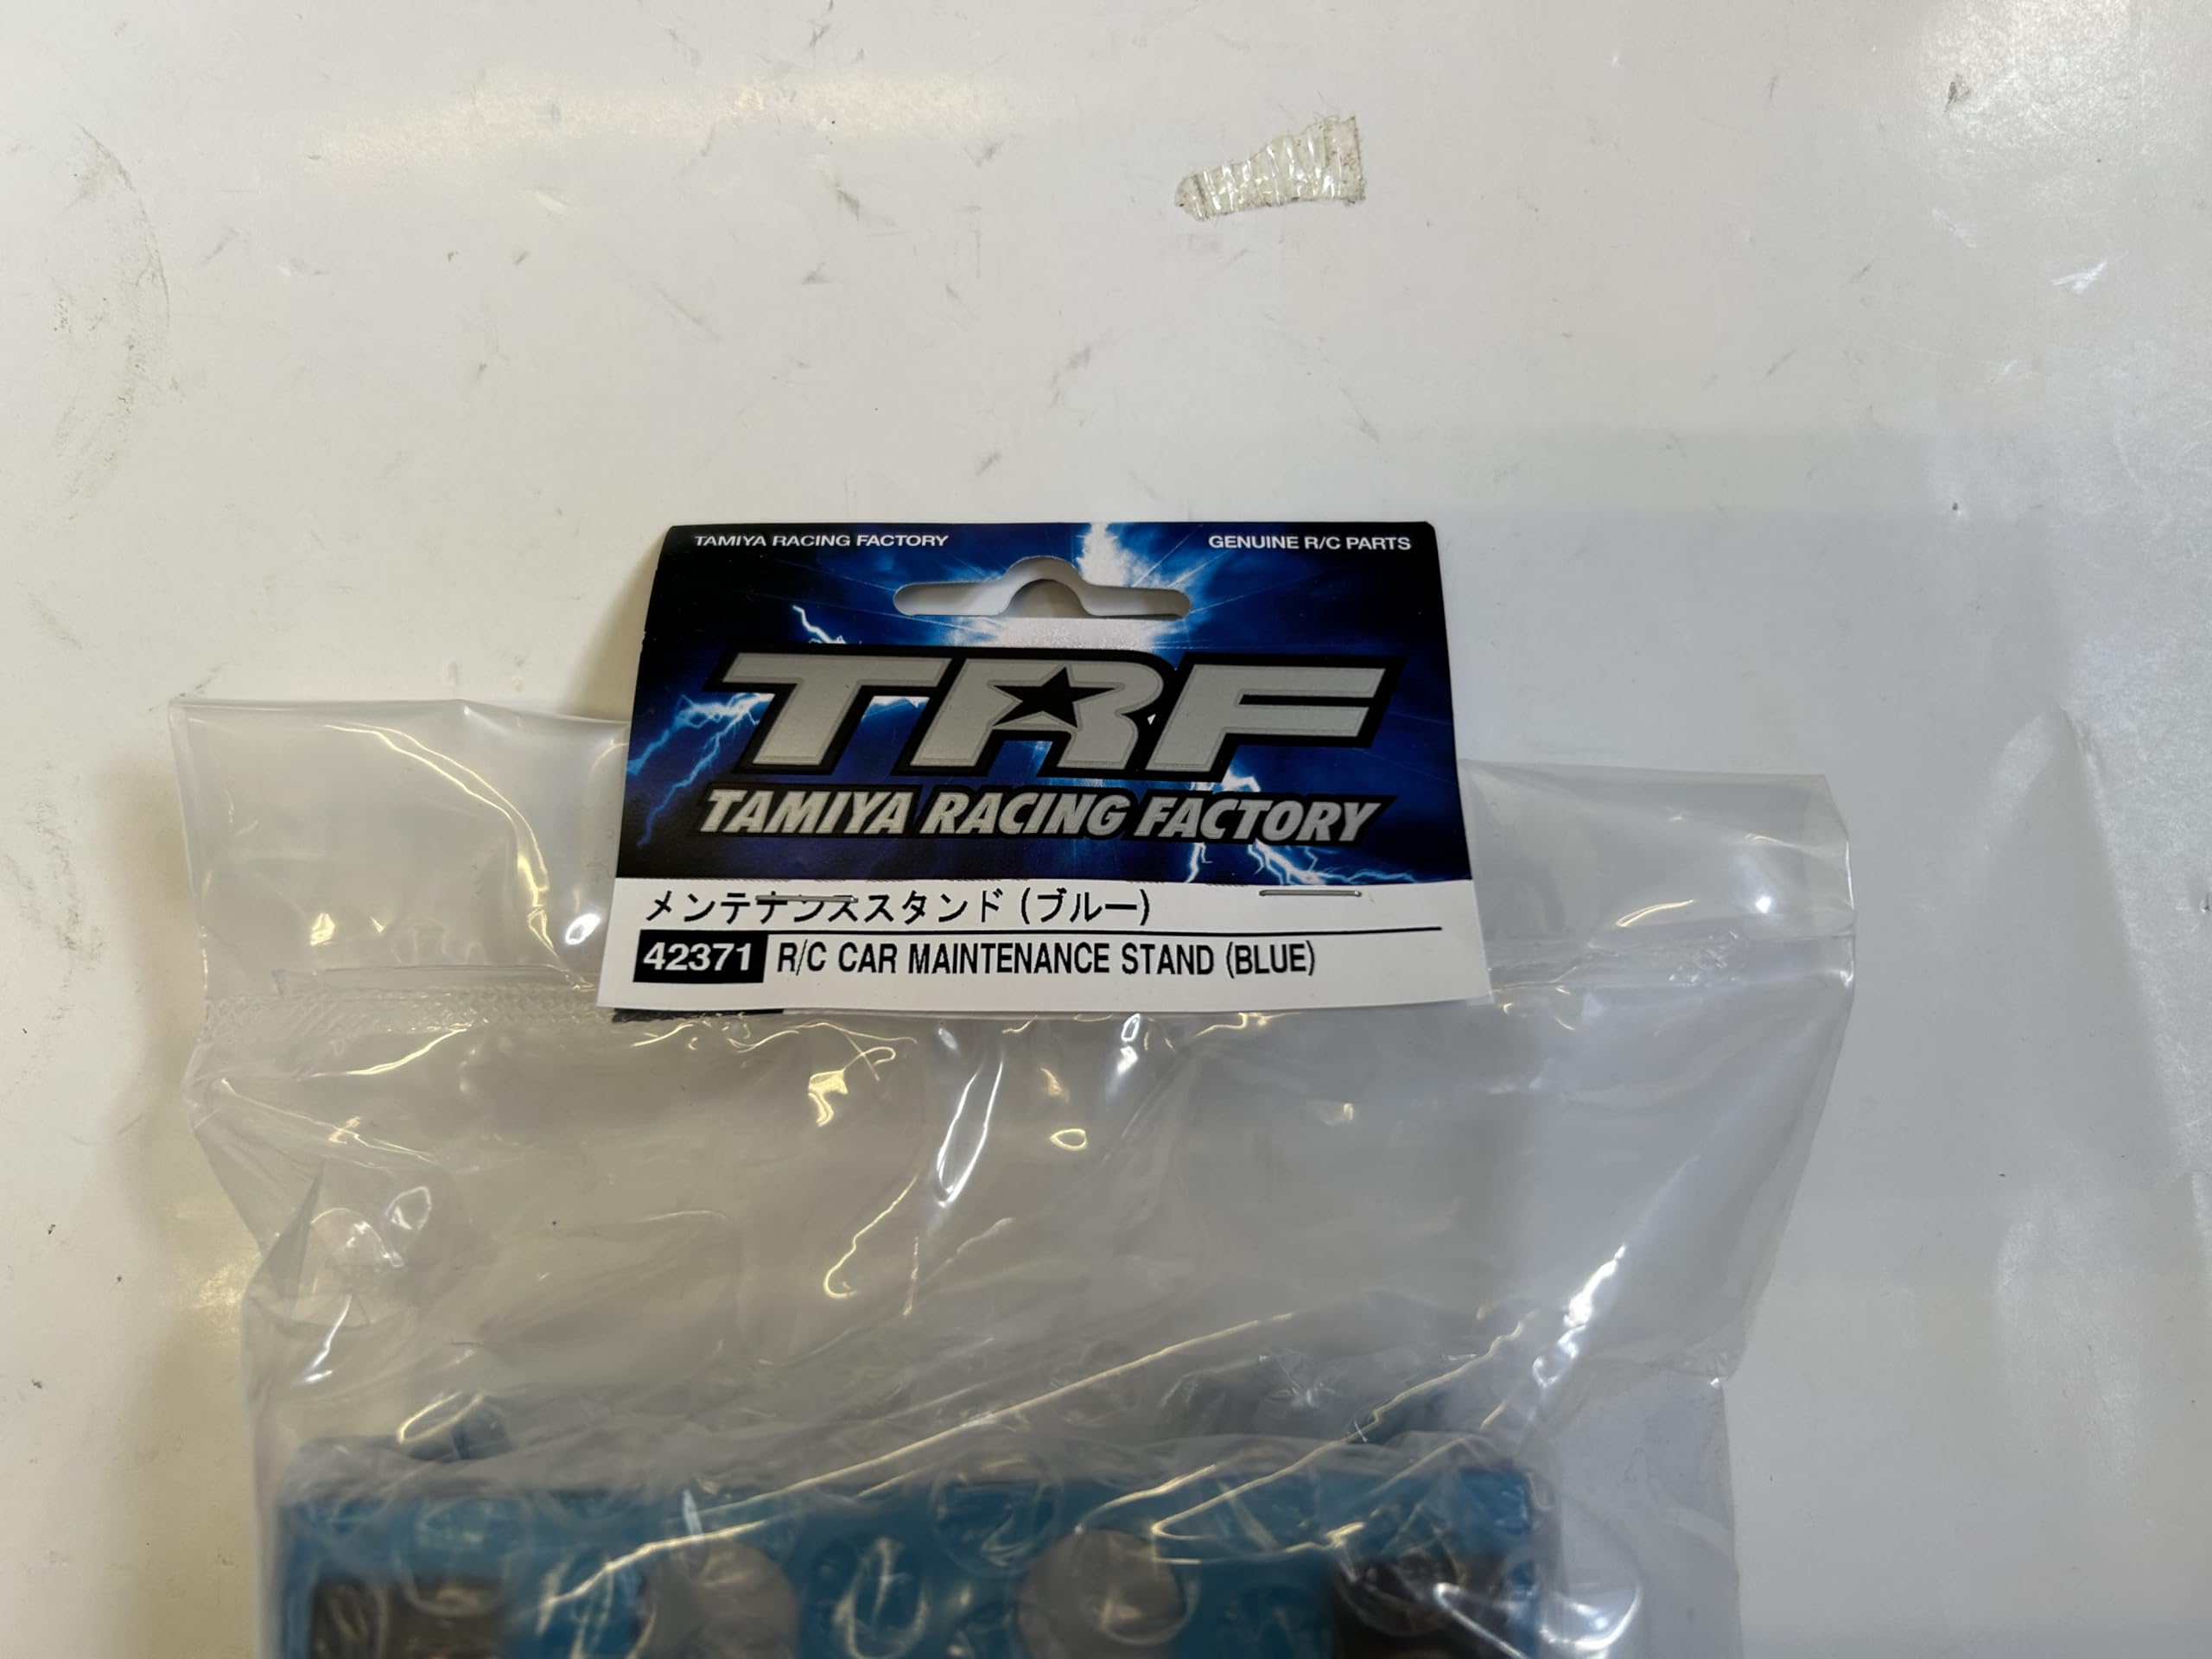 TAMIYA RACING FACTORY
GENUINE R/C PARTS
TRF
TAMIYA RACING FACTORY
メンテナンススタンド (ブルー)
42371 R/C CAR MAINTENANCE STAND (BLUE)